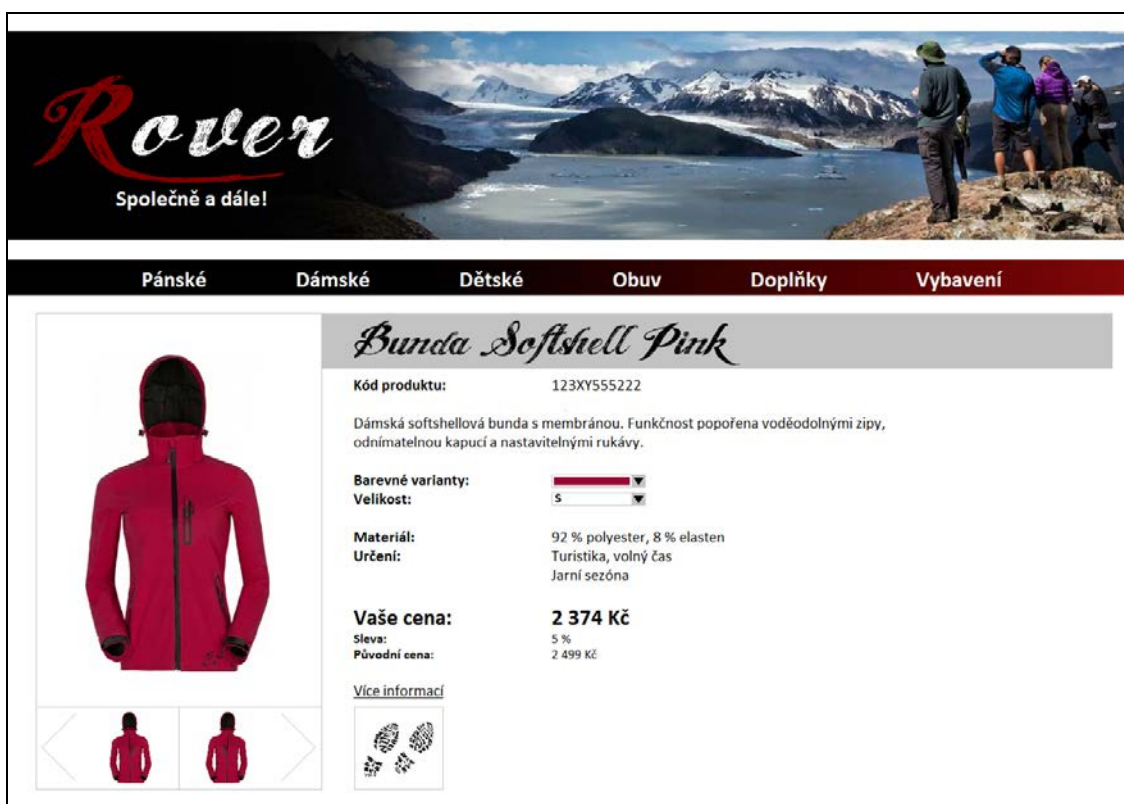 Rover
Společně a dále!
Pánské Dámské Dětské Obuv Doplňky Vybavení
Bunda Softshell Pink
Kód produktu: 123XY555222
Dámská softshellová bunda s membránou. Funkčnost popořena voděodolnými zipy,
odnímatelnou kapucí a nastavitelnými rukávy.
Barevné varianty:
Velikost: S
Materiál: 92 % polyester, 8 % elasten
Určení: Turistika, volný čas
Jarní sezóna
Vaše cena: 2 374 Kč
Sleva: 5 %
Původní cena: 2 499 Kč
Více informací